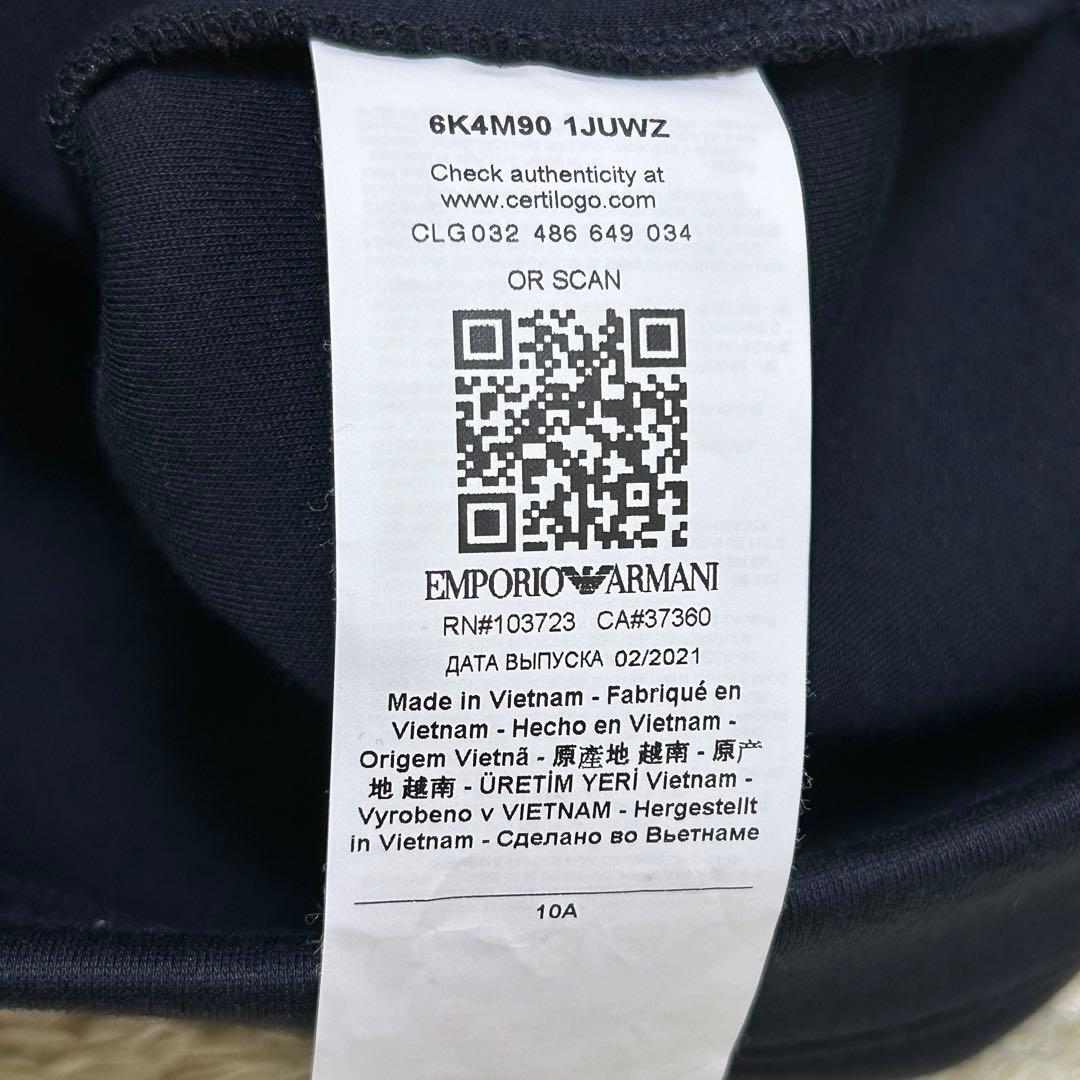 6K4M90 1JUWZ
Check authenticity at
www.certilogo.com
CLG032 486 649 034
OR SCAN
EMPORIO ARMANI
RN#103723 CA#37360
ДАТА ВЫПУСКА 02/2021
Made in Vietnam - Fabriqué en
Vietnam - Hecho en Vietnam -
Origem Vietnã - 原產地 越南 - 原产
地 越南 - ÜRETİM YERİ Vietnam -
Vyrobeno v VIETNAM - Hergestellt
in Vietnam - Сделано во Вьетнаме
10A